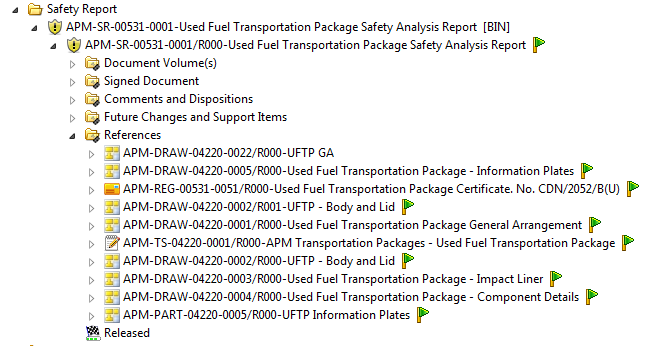 Safety Report
APM-SR-00531-0001-Used Fuel Transportation Package Safety Analysis Report [BIN]
APM-SR-00531-0001/R000-Used Fuel Transportation Package Safety Analysis Report
Document Volume(s)
Signed Document
Comments and Dispositions
Future Changes and Support Items
References
APM-DRAW-04220-0022/R000-UFTP GA
APM-DRAW-04220-0005/R000-Used Fuel Transportation Package - Information Plates
APM-REG-00531-0051/R000-Used Fuel Transportation Package Certificate. No. CDN/2052/B(U)
APM-DRAW-04220-0002/R001-UFTP - Body and Lid
APM-DRAW-04220-0001/R000-Used Fuel Transportation Package General Arrangement
APM-TS-04220-0001/R000-APM Transportation Packages - Used Fuel Transportation Package
APM-DRAW-04220-0002/R000-UFTP - Body and Lid
APM-DRAW-04220-0003/R000-Used Fuel Transportation Package - Impact Liner
APM-DRAW-04220-0004/R000-Used Fuel Transportation Package - Component Details
APM-PART-04220-0005/R000-UFTP Information Plates
Released